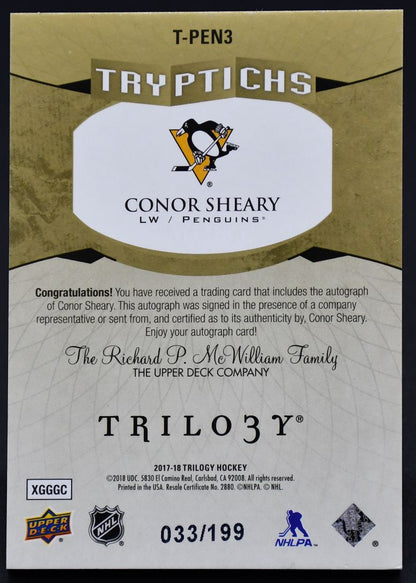 T-PEN3
TRYPTICHS
®
CONOR SHEARY
LW / PENGUINS®
Congratulations! You have received a trading card that includes the autograph
of Conor Sheary. This autograph was signed in the presence of a company
representative or sent from, and certified as to its authenticity by, Conor Sheary.
Enjoy your autograph card!
The Richard P. McWilliam Family
THE UPPER DECK COMPANY
TRILO3Y®
2017-18 TRILOGY HOCKEY
©2018 UDC. 5830 El Camino Real, Carlsbad, CA 92008. All rights reserved.
Printed in the USA. Resale Certificate No. 2880. ©NHLPA. © NHL.
XGGGC
UPPER DECK
NHL
033/199
NHLPA